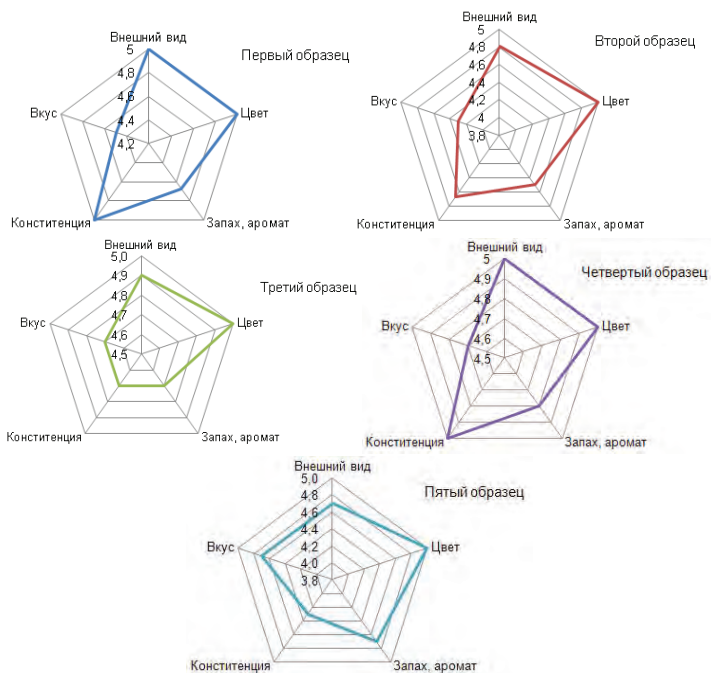 Внешний вид
5
4,8
4,6
4,4
4,2
Первый образец
Вкус
Цвет
Конститенция
Запах, аромат
Внешний вид
5
4,8
4,6
4,4
4,2
4
3,8
Второй образец
Вкус
Цвет
Конститенция
Запах, аромат
Внешний вид
5,0
4,9
4,8
4,7
4,6
4,5
Третий образец
Вкус
Цвет
Конститенция
Запах, аромат
Внешний вид
5
4,9
4,8
4,7
4,6
4,5
Четвертый образец
Вкус
Цвет
Конститенция
Запах, аромат
Внешний вид
5,0
4,8
4,6
4,4
4,2
4,0
3,8
Пятый образец
Вкус
Цвет
Конститенция
Запах, аромат